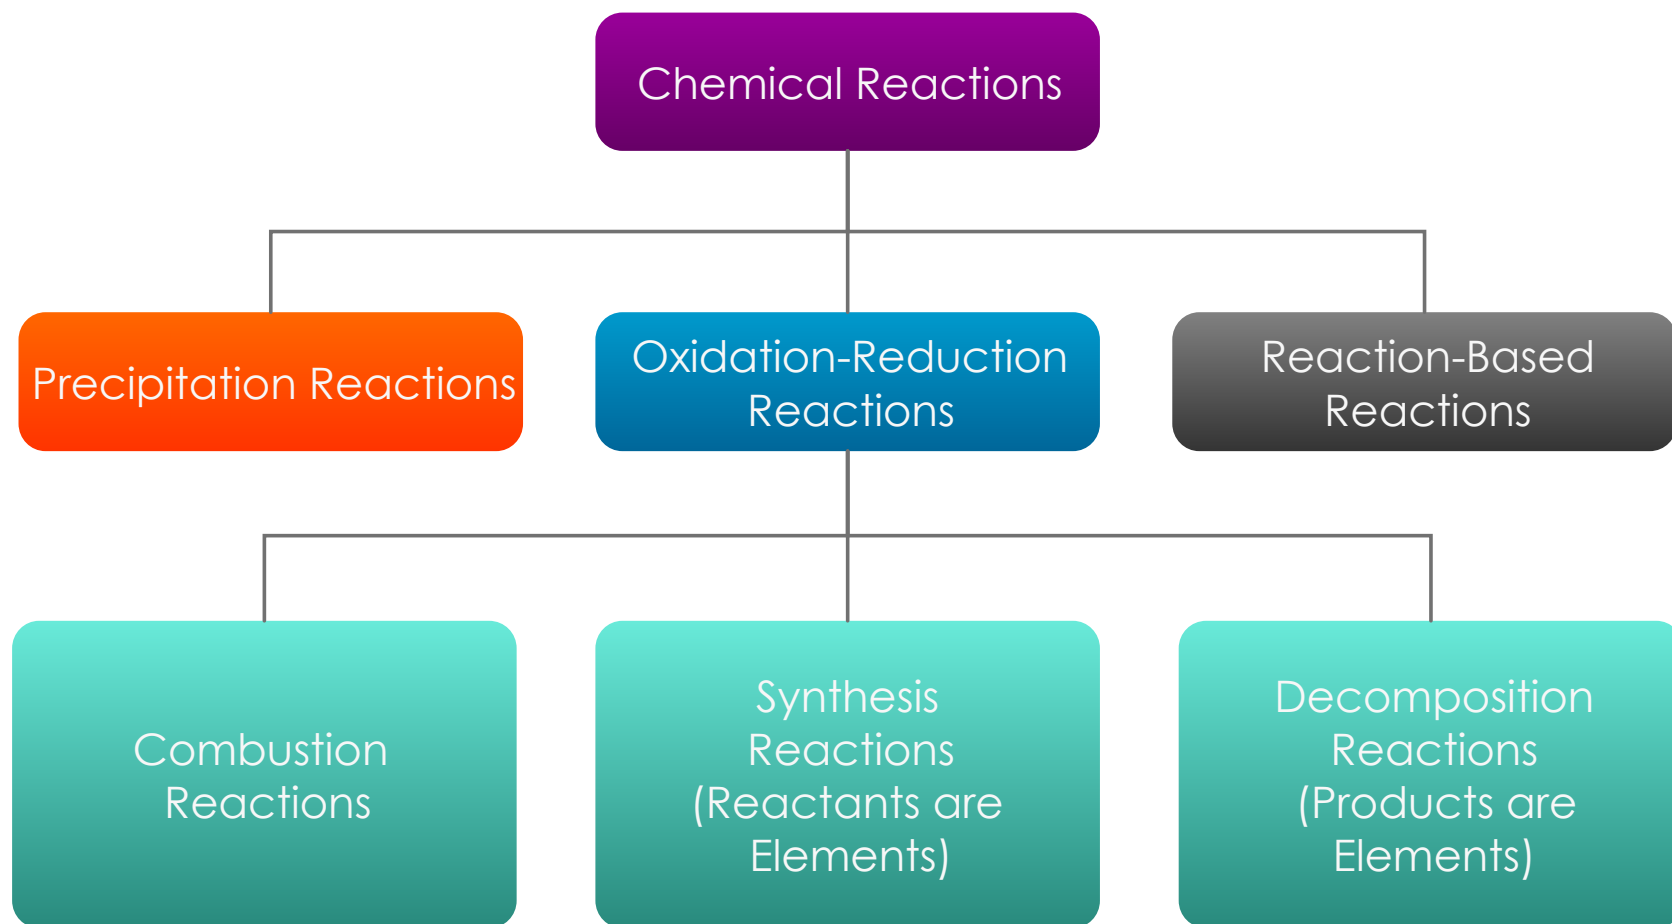 Chemical Reactions
Precipitation Reactions
Oxidation-Reduction
Reactions
Reaction-Based
Reactions
Combustion
Reactions
Synthesis
Reactions
(Reactants are
Elements)
Decomposition
Reactions
(Products are
Elements)